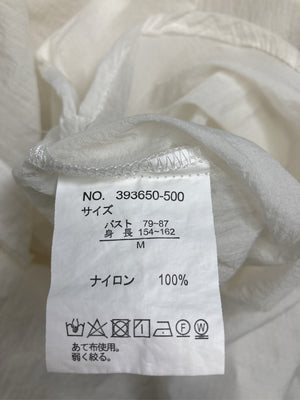 NO. 393650-500
サイズ
バスト 79~87
身 長 154~162
M
ナイロン 100%
あて布使用。
弱く絞る。